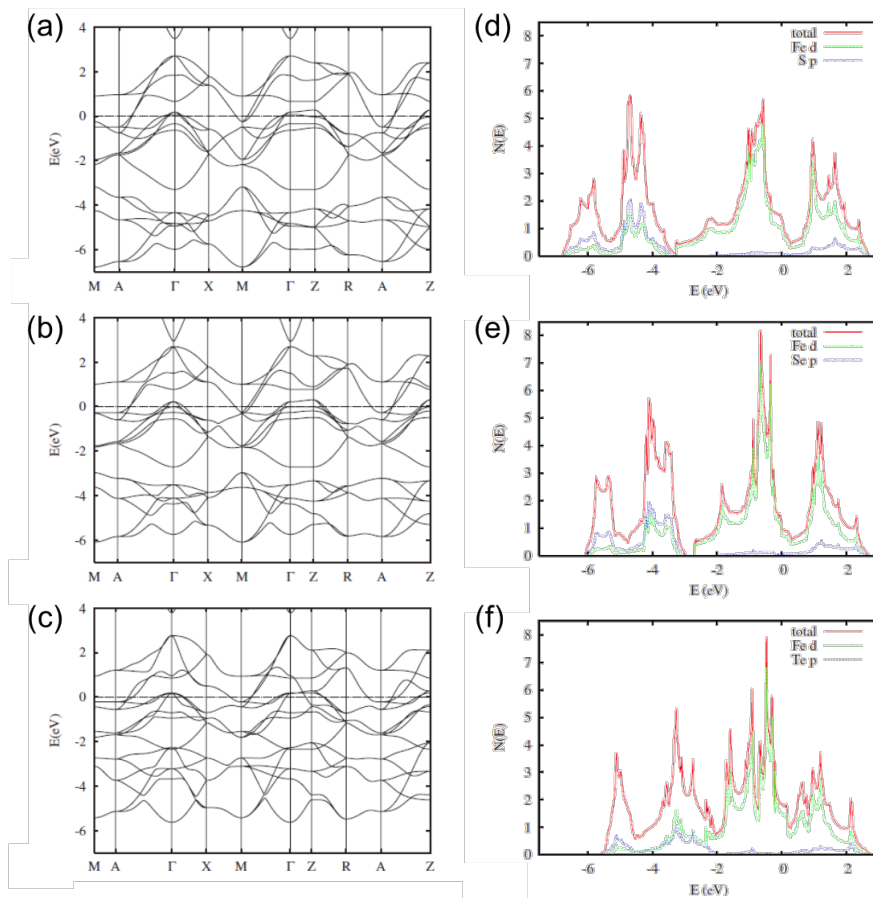 (a)
4
2
0
-2
-4
-6
E(eV)
M A Γ X M Γ Z R A Z
(b)
4
2
0
-2
-4
-6
E(eV)
M A Γ X M Γ Z R A Z
(c)
4
2
0
-2
-4
-6
E(eV)
M A Γ X M Γ Z R A Z
(d)
8
7
6
5
4
3
2
1
0
N(E)
total
Fe d
S p
-6 -4 -2 0 2
E (eV)
(e)
8
7
6
5
4
3
2
1
0
N(E)
total
Fe d
Se p
-6 -4 -2 0 2
E (eV)
(f)
8
7
6
5
4
3
2
1
0
N(E)
total
Fe d
Te p
-6 -4 -2 0 2
E (eV)